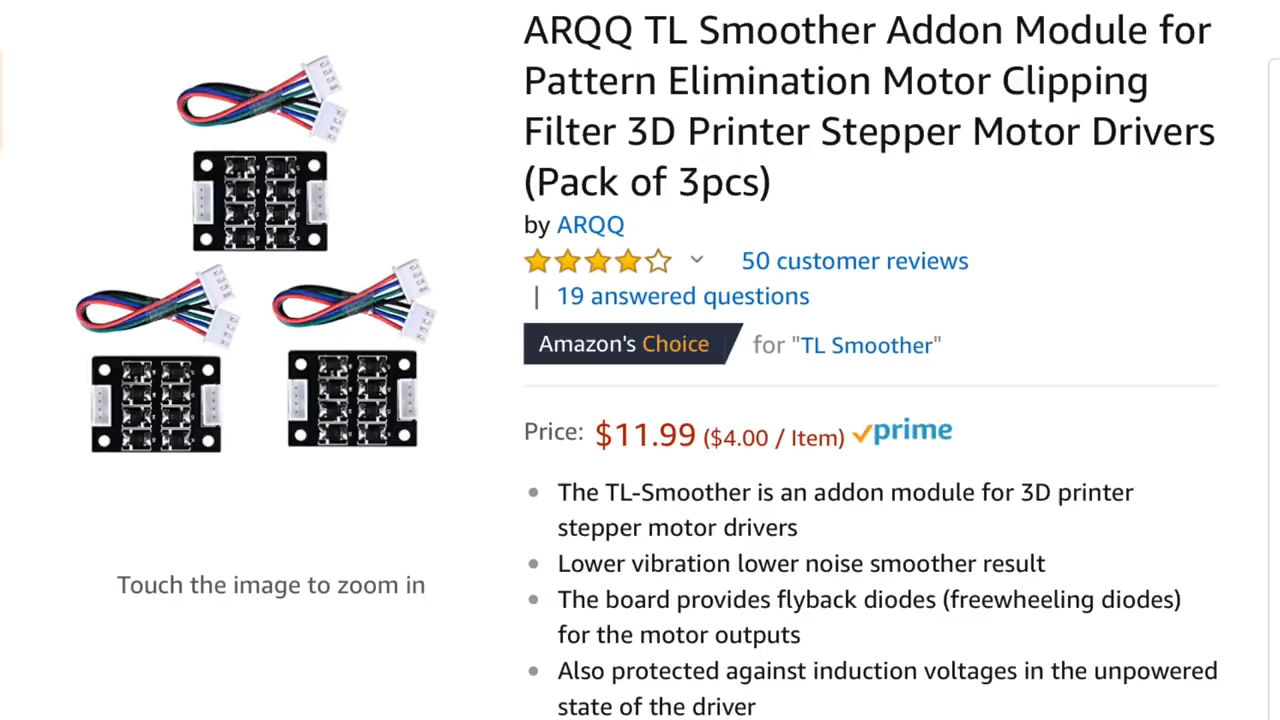 ARQQ TL Smoother Addon Module for
Pattern Elimination Motor Clipping
Filter 3D Printer Stepper Motor Drivers
(Pack of 3pcs)
by ARQQ
50 customer reviews
| 19 answered questions
Amazon's Choice for "TL Smoother"
Price: $11.99 ($4.00 / Item) prime
The TL-Smoother is an addon module for 3D printer
stepper motor drivers
Lower vibration lower noise smoother result
The board provides flyback diodes (freewheeling diodes)
for the motor outputs
Also protected against induction voltages in the unpowered
state of the driver
Touch the image to zoom in